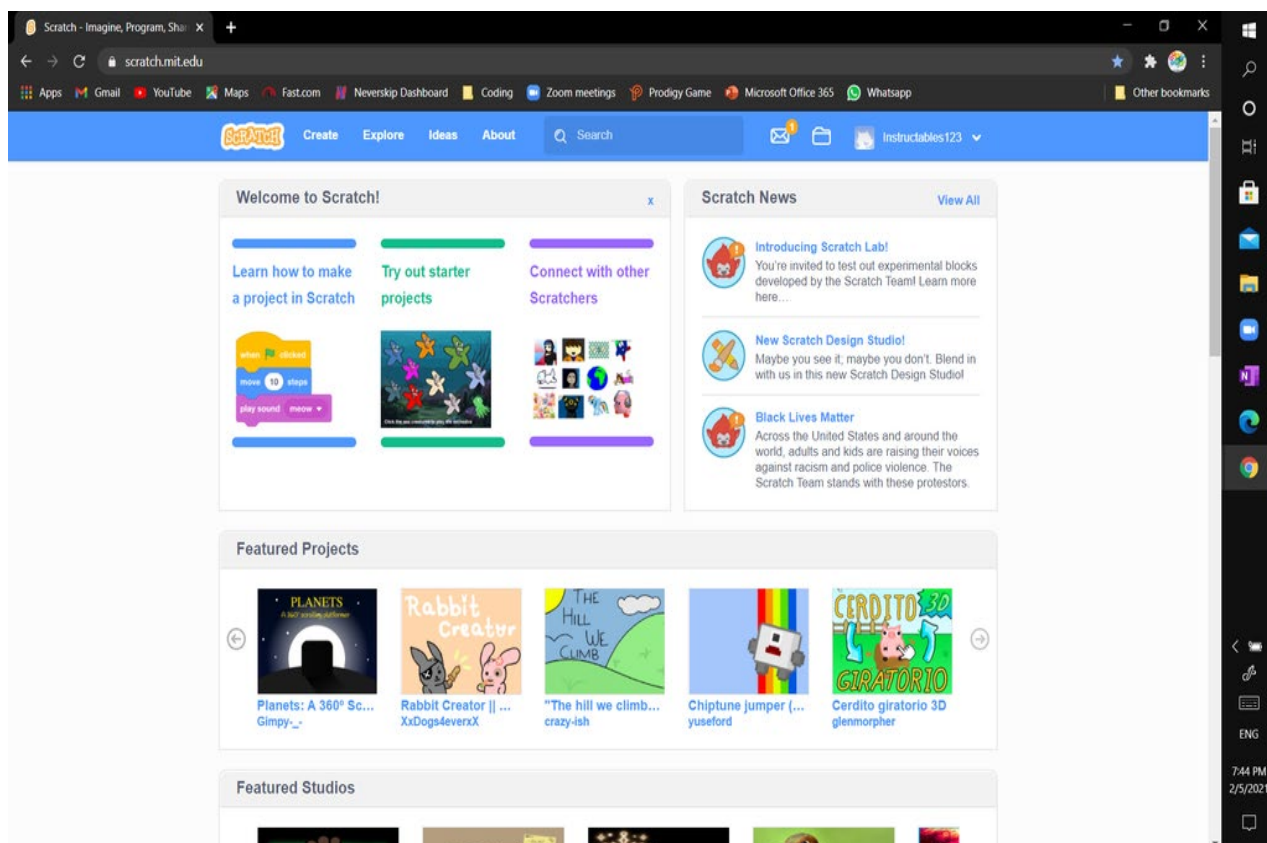 Scratch - Imagine, Program, Shar
scratch.mit.edu
Apps Gmail YouTube Maps Fast.com Neverskip Dashboard Coding Zoom meetings Prodigy Game Microsoft Office 365 Whatsapp Other bookmarks
SCRATCH Create Explore Ideas About Search 1 Instructables123
Welcome to Scratch! x
Learn how to make
a project in Scratch
when clicked
move 10 steps
play sound meow
Try out starter
projects
Connect with other
Scratchers
Scratch News View All
Introducing Scratch Lab!
You're invited to test out experimental blocks
developed by the Scratch Team! Learn more
here....
New Scratch Design Studio!
Maybe you see it; maybe you don't. Blend in
with us in this new Scratch Design Studio!
Black Lives Matter
Across the United States and around the
world, adults and kids are raising their voices
against racism and police violence. The
Scratch Team stands with these protestors.
Featured Projects
PLANETS
A 360° scrolling platformer
Rabbit
Creator
THE
HILL
WE
CLIMB
CERDITO 3D
GIRATORIO
Planets: A 360° Sc... Rabbit Creator || ... "The hill we climb... Chiptune jumper (... Cerdito giratorio 3D
Gimpy-_- XxDogs4everxX crazy-ish yuseford glenmorpher
Featured Studios
N
ENG
7:44 PM
2/5/2021